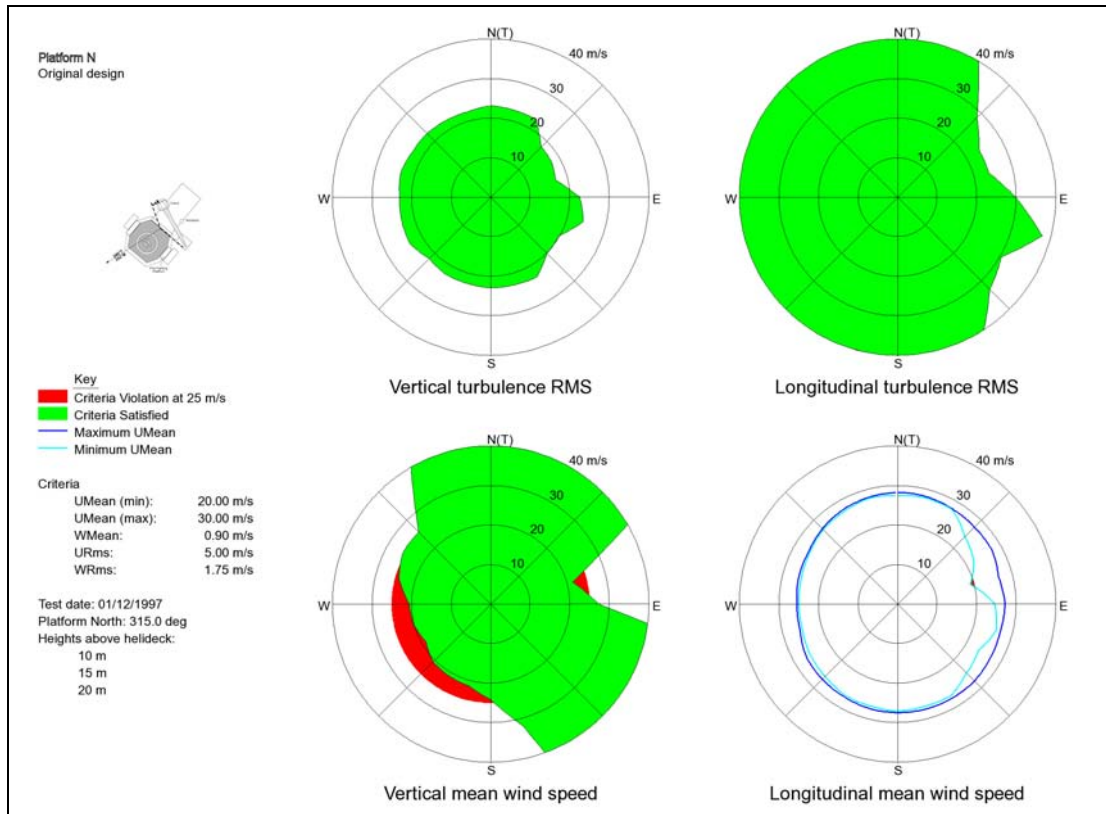 Platform N
Original design
N(T)
40 m/s
30
20
10
W
E
S
Vertical turbulence RMS
N(T)
40 m/s
30
20
10
W
E
S
Longitudinal turbulence RMS
Key
Criteria Violation at 25 m/s
Criteria Satisfied
Maximum UMean
Minimum UMean
Criteria
UMean (min): 20.00 m/s
UMean (max): 30.00 m/s
WMean: 0.90 m/s
URms: 5.00 m/s
WRms: 1.75 m/s
Test date: 01/12/1997
Platform North: 315.0 deg
Heights above helideck:
10 m
15 m
20 m
N(T)
40 m/s
30
20
10
W
E
S
Vertical mean wind speed
N(T)
40 m/s
30
20
10
W
E
S
Longitudinal mean wind speed